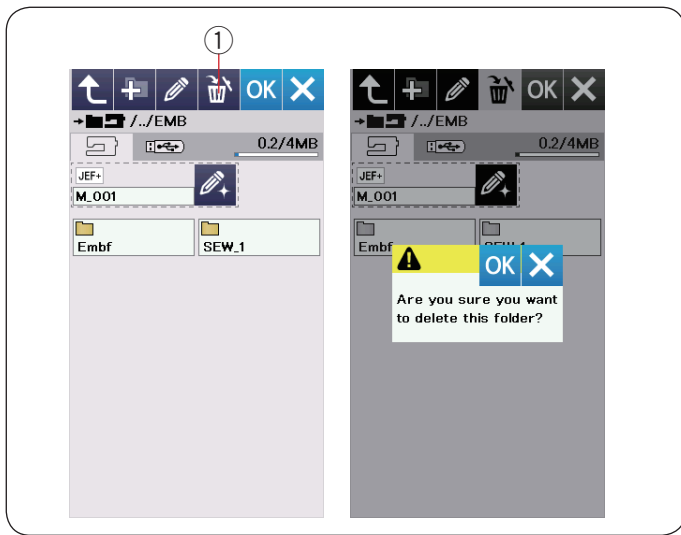 1
OK
→ /../EMB
0.2/4MB
JEF+
M_001
Embf
SEW_1
OK
→ /../EMB
0.2/4MB
JEF+
M_001
Embf
OK
Are you sure you want
to delete this folder?